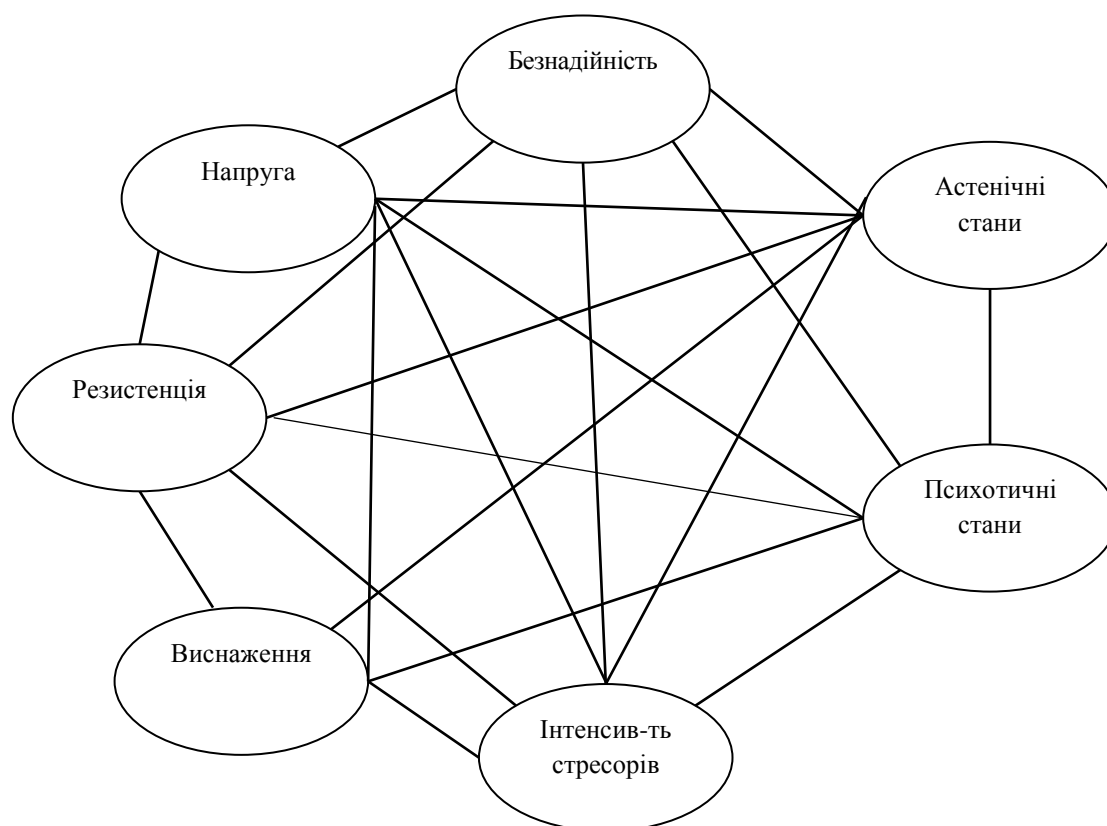 Безнадійність
Напруга
Астенічні
стани
Резистенція
Психотичні
стани
Виснаження
Інтенсив-ть
стресорів